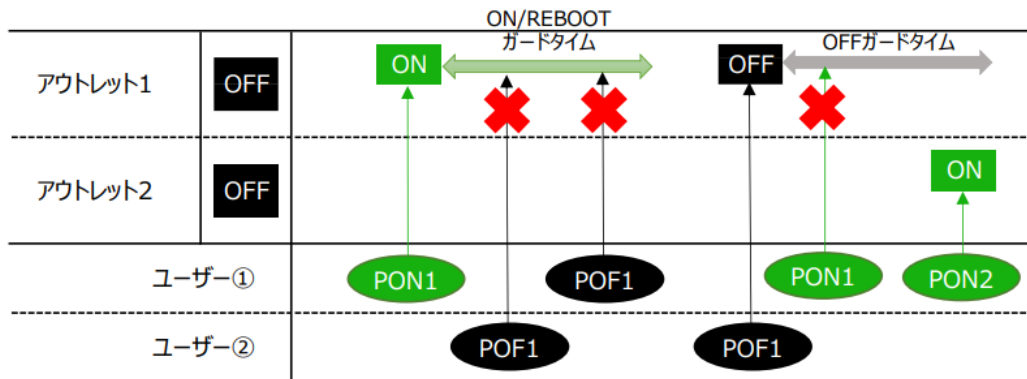 ON/REBOOT
ガードタイム
OFFガードタイム
アウトレット1
OFF
ON
OFF
アウトレット2
OFF
ON
ユーザー①
PON1
POF1
PON1
PON2
ユーザー②
POF1
POF1